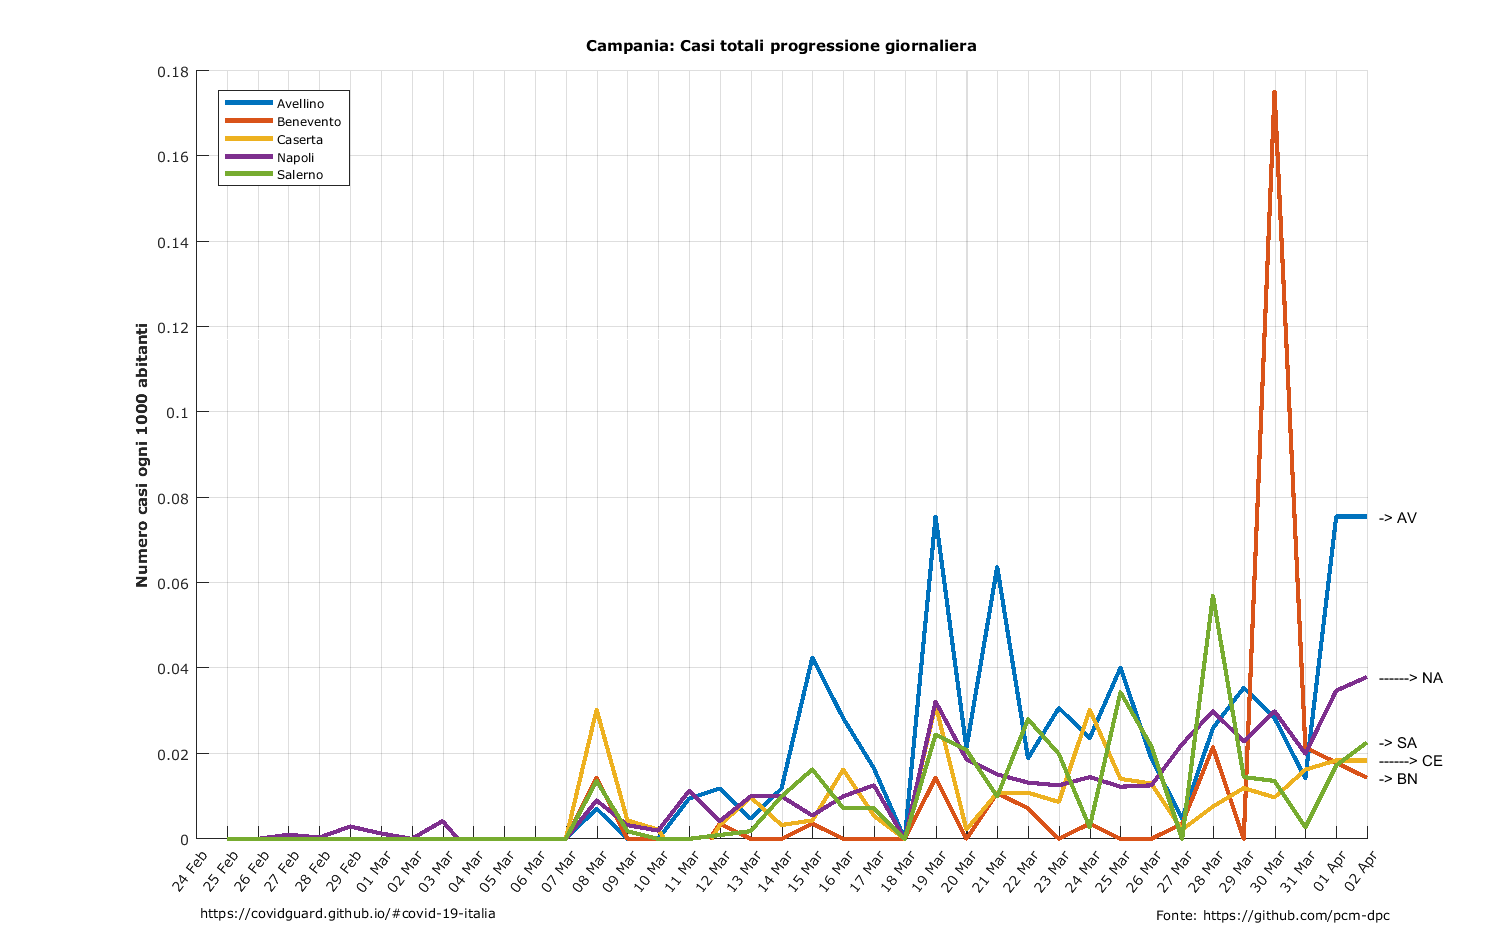 Campania: Casi totali progressione giornaliera
Numero casi ogni 1000 abitanti
0.18
0.16
0.14
0.12
0.1
0.08
0.06
0.04
0.02
0
Avellino
Benevento
Caserta
Napoli
Salerno
-> AV
------> NA
-> SA
------> CE
-> BN
24 Feb
25 Feb
26 Feb
27 Feb
28 Feb
29 Feb
01 Mar
02 Mar
03 Mar
04 Mar
05 Mar
06 Mar
07 Mar
08 Mar
09 Mar
10 Mar
11 Mar
12 Mar
13 Mar
14 Mar
15 Mar
16 Mar
17 Mar
18 Mar
19 Mar
20 Mar
21 Mar
22 Mar
23 Mar
24 Mar
25 Mar
26 Mar
27 Mar
28 Mar
29 Mar
30 Mar
31 Mar
01 Apr
02 Apr
https://covidguard.github.io/#covid-19-italia
Fonte: https://github.com/pcm-dpc